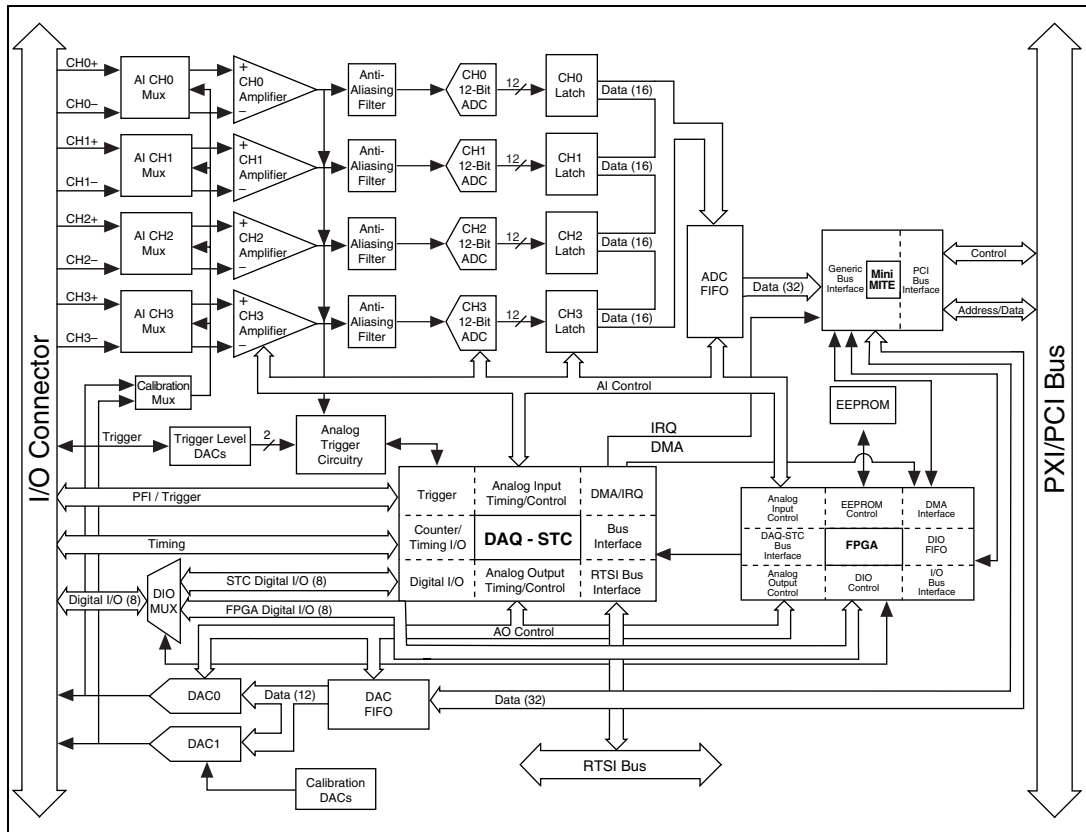 I/O Connector
PXI/PCI Bus
CH0+
CH0–
AI CH0
Mux
+
CH0
Amplifier
–
Anti-
Aliasing
Filter
CH0
12-Bit
ADC
12
CH0
Latch
Data (16)
CH1+
CH1–
AI CH1
Mux
+
CH1
Amplifier
–
Anti-
Aliasing
Filter
CH1
12-Bit
ADC
12
CH1
Latch
Data (16)
CH2+
CH2–
AI CH2
Mux
+
CH2
Amplifier
–
Anti-
Aliasing
Filter
CH2
12-Bit
ADC
12
CH2
Latch
Data (16)
CH3+
CH3–
AI CH3
Mux
+
CH3
Amplifier
–
Anti-
Aliasing
Filter
CH3
12-Bit
ADC
12
CH3
Latch
Data (16)
ADC
FIFO
Data (32)
Generic
Bus
Interface
Mini
MITE
PCI
Bus
Interface
Control
Address/Data
Calibration
Mux
AI Control
EEPROM
Trigger
Trigger Level
DACs
2
Analog
Trigger
Circuitry
IRQ
DMA
PFI / Trigger
Timing
Trigger
Analog Input
Timing/Control
DMA/IRQ
Counter/
Timing I/O
DAQ - STC
Bus
Interface
Digital I/O
Analog Output
Timing/Control
RTSI Bus
Interface
Analog
Input
Control
EEPROM
Control
DMA
Interface
DAQ-STC
Bus
Interface
FPGA
DIO
FIFO
Analog
Output
Control
DIO
Control
I/O
Bus
Interface
Digital I/O (8)
DIO
MUX
STC Digital I/O (8)
FPGA Digital I/O (8)
AO Control
DAC0
Data (12)
DAC
FIFO
Data (32)
DAC1
Calibration
DACs
RTSI Bus